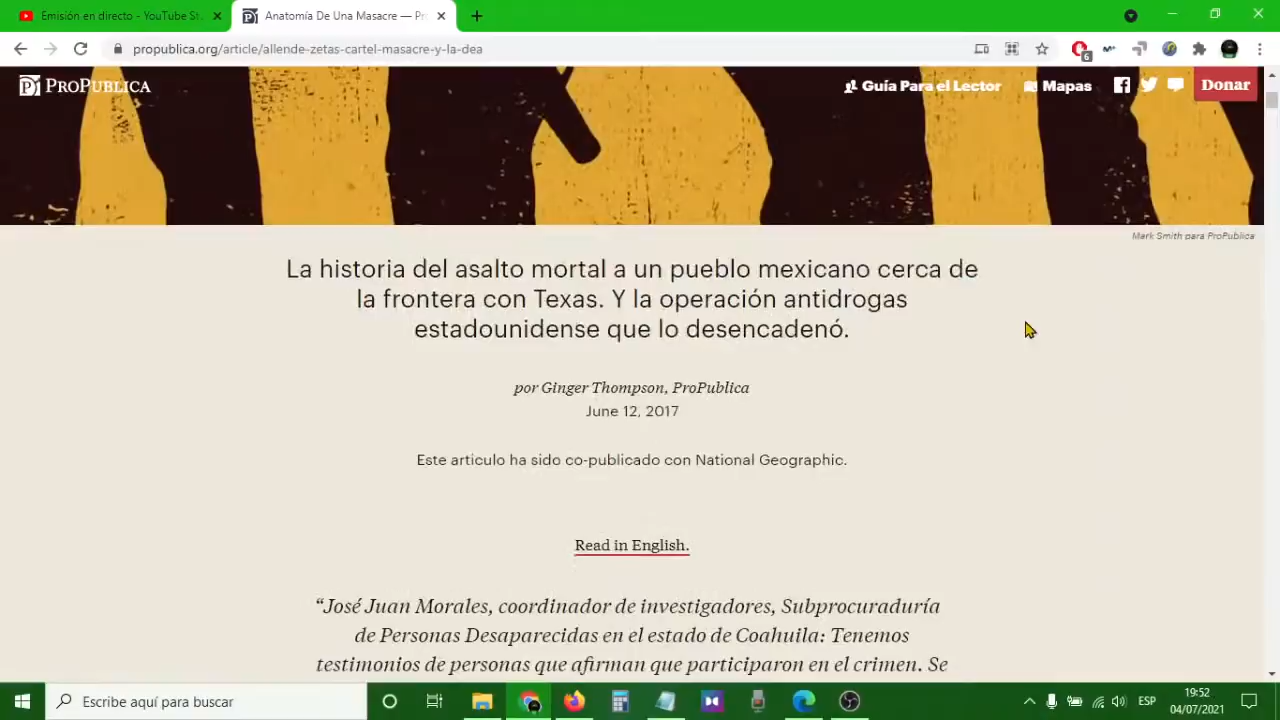 Emisión en directo - YouTube St
Anatomía De Una Masacre — Pr
propublica.org/article/allende-zetas-cartel-masacre-y-la-dea
6
PROPUBLICA
Guía Para el Lector
Mapas
Donar
Mark Smith para ProPublica
La historia del asalto mortal a un pueblo mexicano cerca de
la frontera con Texas. Y la operación antidrogas
estadounidense que lo desencadenó.
por Ginger Thompson, ProPublica
June 12, 2017
Este articulo ha sido co-publicado con National Geographic.
Read in English.
“José Juan Morales, coordinador de investigadores, Subprocuraduría
de Personas Desaparecidas en el estado de Coahuila: Tenemos
testimonios de personas que afirman que participaron en el crimen. Se
Escribe aquí para buscar
ESP
19:52
04/07/2021